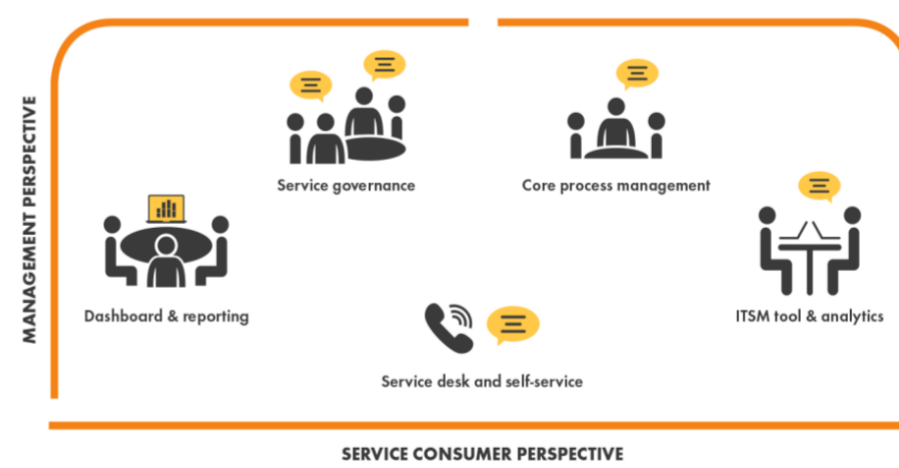 MANAGEMENT PERSPECTIVE
Service governance
Core process management
Dashboard & reporting
ITSM tool & analytics
Service desk and self-service
SERVICE CONSUMER PERSPECTIVE